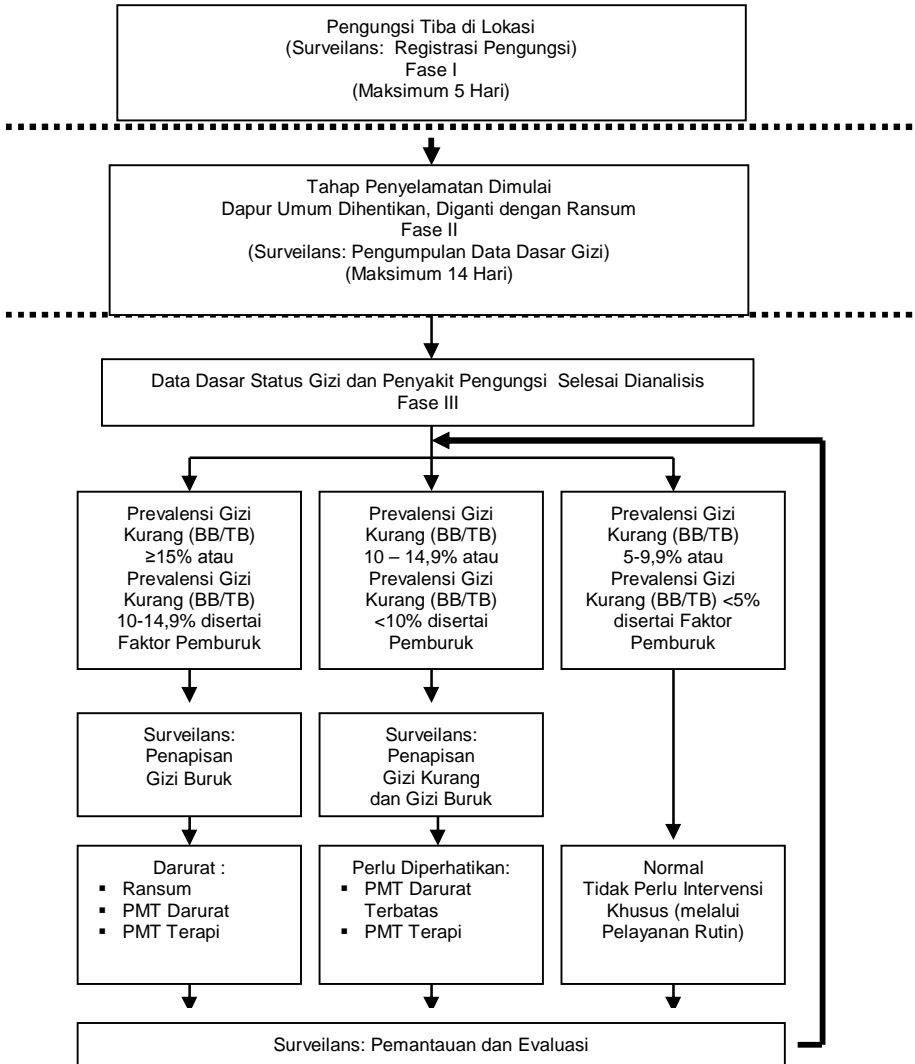 Pengungsi Tiba di Lokasi
(Surveilans: Registrasi Pengungsi)
Fase I
(Maksimum 5 Hari)
Tahap Penyelamatan Dimulai
Dapur Umum Dihentikan, Diganti dengan Ransum
Fase II
(Surveilans: Pengumpulan Data Dasar Gizi)
(Maksimum 14 Hari)
Data Dasar Status Gizi dan Penyakit Pengungsi Selesai Dianalisis
Fase III
Prevalensi Gizi
Kurang (BB/TB)
≥15% atau
Prevalensi Gizi
Kurang (BB/TB)
10-14,9% disertai
Faktor Pemburuk
Prevalensi Gizi
Kurang (BB/TB)
10 – 14,9% atau
Prevalensi Gizi
Kurang (BB/TB)
<10% disertai
Pemburuk
Prevalensi Gizi
Kurang (BB/TB)
5-9,9% atau
Prevalensi Gizi
Kurang (BB/TB) <5%
disertai Faktor
Pemburuk
Surveilans:
Penapisan
Gizi Buruk
Surveilans:
Penapisan
Gizi Kurang
dan Gizi Buruk
Darurat :
▪ Ransum
▪ PMT Darurat
▪ PMT Terapi
Perlu Diperhatikan:
▪ PMT Darurat
Terbatas
▪ PMT Terapi
Normal
Tidak Perlu Intervensi
Khusus (melalui
Pelayanan Rutin)
Surveilans: Pemantauan dan Evaluasi